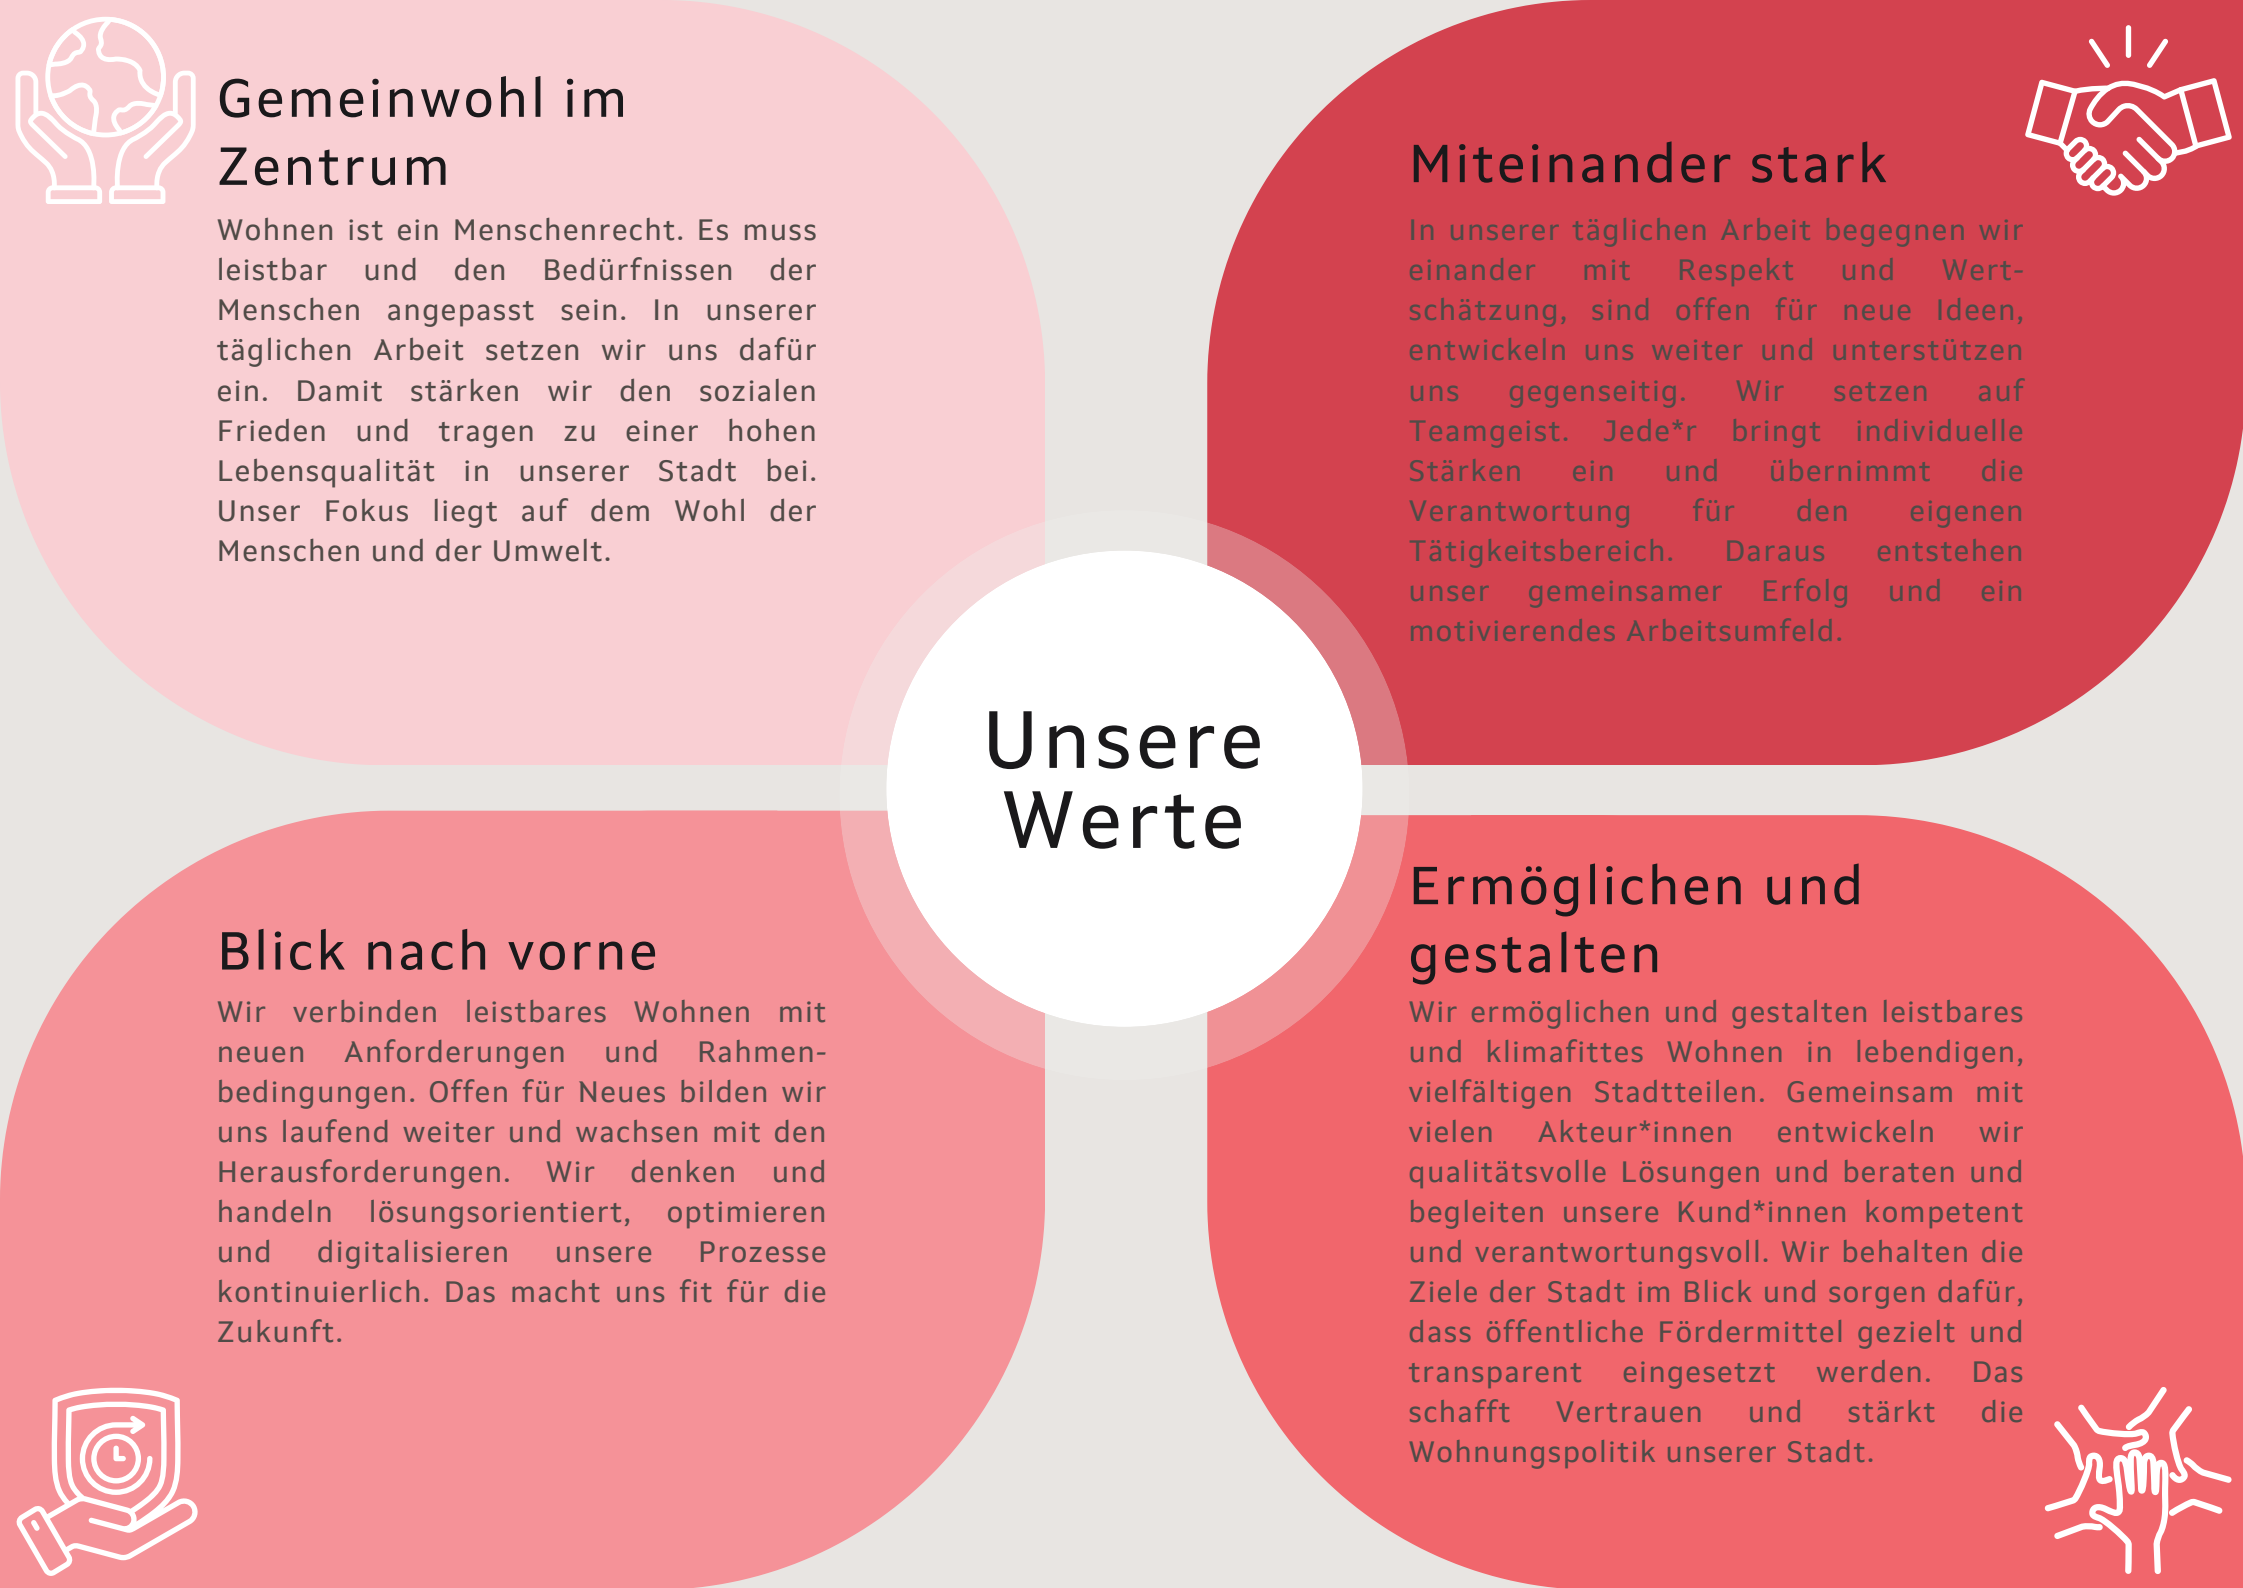 Gemeinwohl im
Zentrum
Wohnen ist ein Menschenrecht. Es muss
leistbar und den Bedürfnissen der
Menschen angepasst sein. In unserer
täglichen Arbeit setzen wir uns dafür
ein. Damit stärken wir den sozialen
Frieden und tragen zu einer hohen
Lebensqualität in unserer Stadt bei.
Unser Fokus liegt auf dem Wohl der
Menschen und der Umwelt.
Miteinander stark
In unserer täglichen Arbeit begegnen wir
einander mit Respekt und Wert-
schätzung, sind offen für neue Ideen,
entwickeln uns weiter und unterstützen
uns gegenseitig. Wir setzen auf
Teamgeist. Jede*r bringt individuelle
Stärken ein und übernimmt die
Verantwortung für den eigenen
Tätigkeitsbereich. Daraus entstehen
unser gemeinsamer Erfolg und ein
motivierendes Arbeitsumfeld.
Unsere
Werte
Blick nach vorne
Wir verbinden leistbares Wohnen mit
neuen Anforderungen und Rahmen-
bedingungen. Offen für Neues bilden wir
uns laufend weiter und wachsen mit den
Herausforderungen. Wir denken und
handeln lösungsorientiert, optimieren
und digitalisieren unsere Prozesse
kontinuierlich. Das macht uns fit für die
Zukunft.
Ermöglichen und
gestalten
Wir ermöglichen und gestalten leistbares
und klimafittes Wohnen in lebendigen,
vielfältigen Stadtteilen. Gemeinsam mit
vielen Akteur*innen entwickeln wir
qualitätsvolle Lösungen und beraten und
begleiten unsere Kund*innen kompetent
und verantwortungsvoll. Wir behalten die
Ziele der Stadt im Blick und sorgen dafür,
dass öffentliche Fördermittel gezielt und
transparent eingesetzt werden. Das
schafft Vertrauen und stärkt die
Wohnungspolitik unserer Stadt.